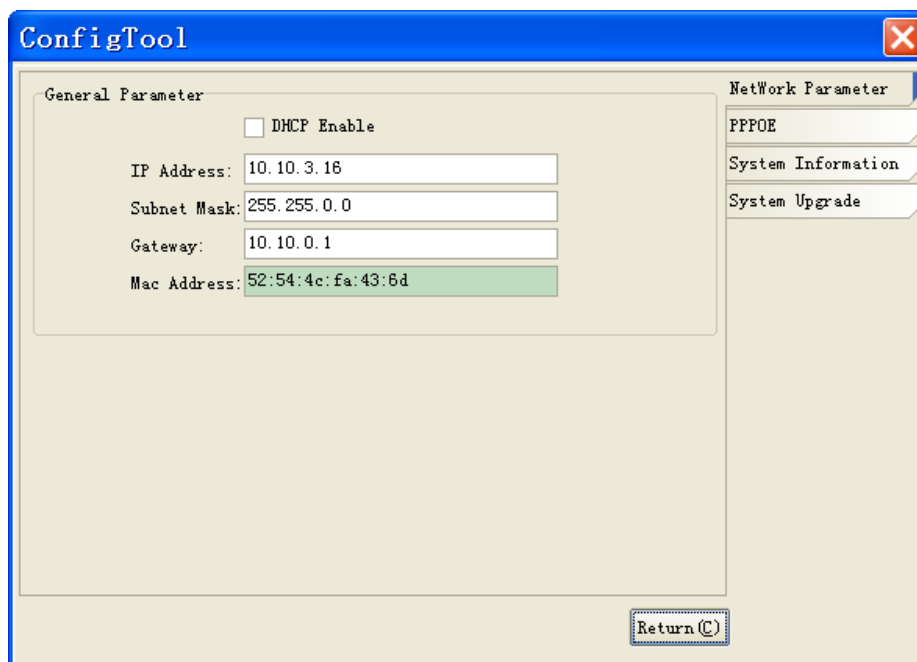 ConfigTool
General Parameter
DHCP Enable
IP Address: 10.10.3.16
Subnet Mask: 255.255.0.0
Gateway: 10.10.0.1
Mac Address: 52:54:4c:fa:43:6d
NetWork Parameter
PPPOE
System Information
System Upgrade
Return(C)